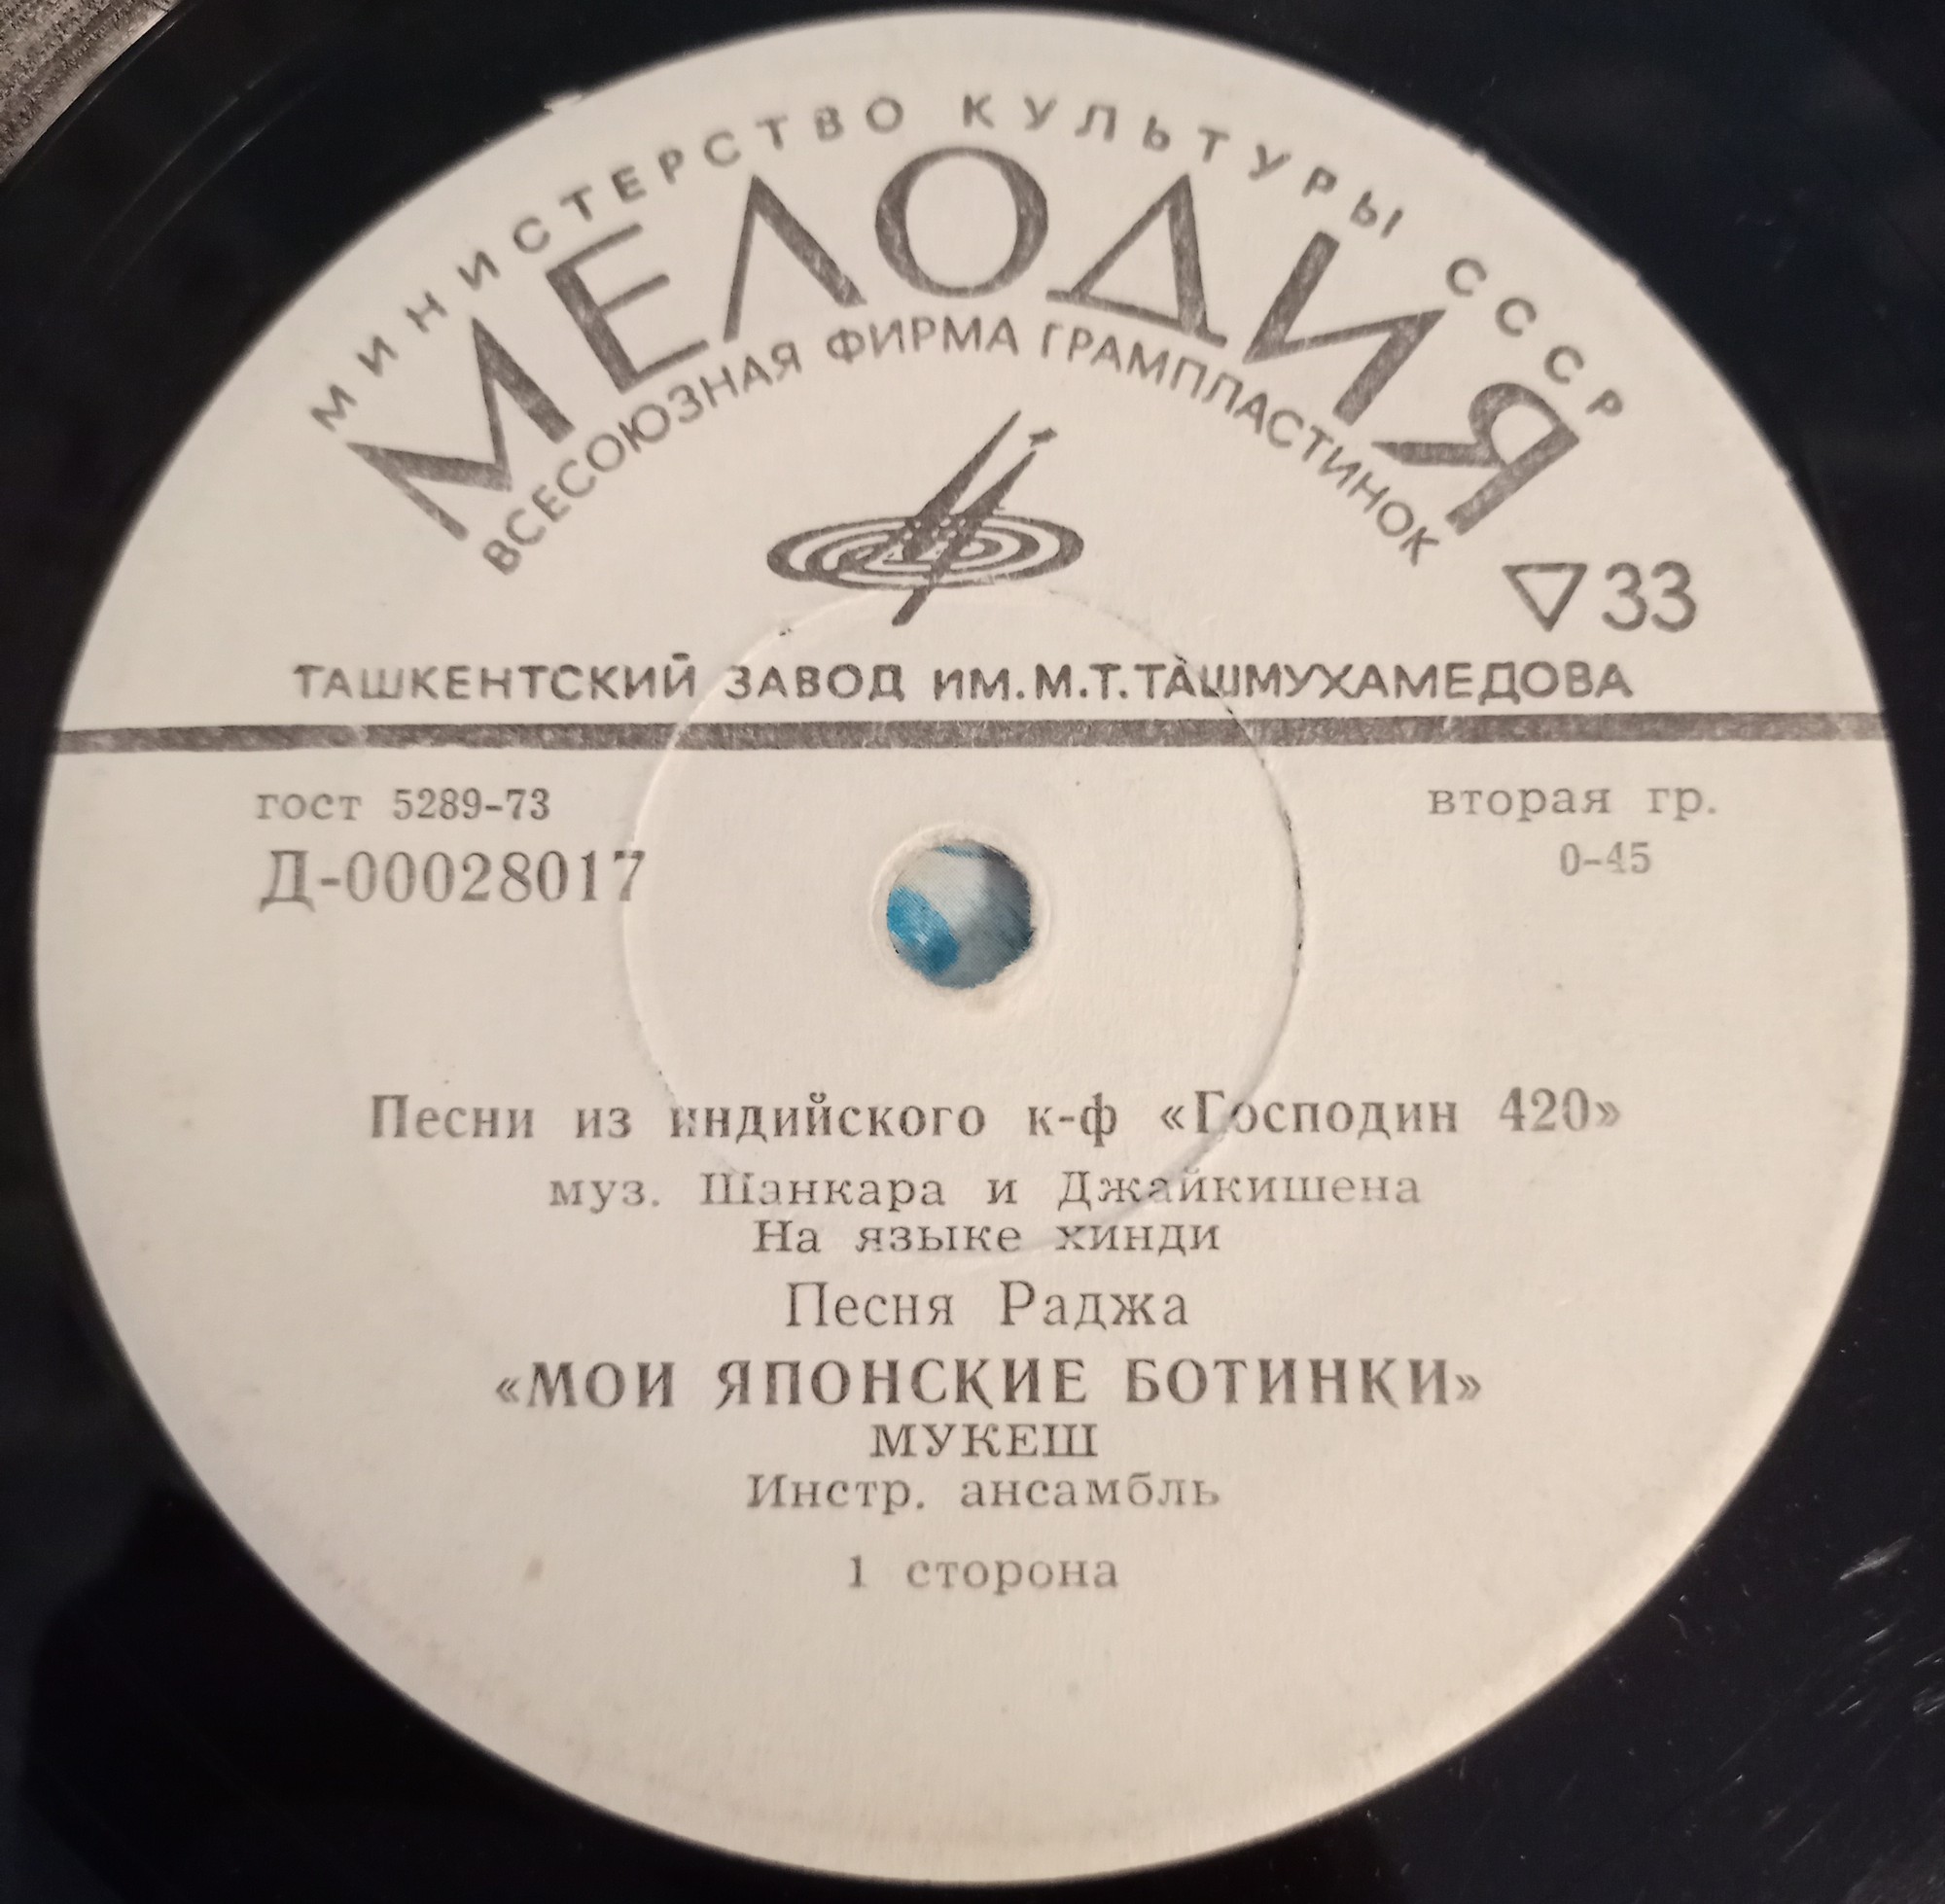 МИНИСТЕРСТВО КУЛЬТУРЫ СССР
МЕЛОДИЯ
ВСЕСОЮЗНАЯ ФИРМА ГРАМПЛАСТИНОК
33
ТАШКЕНТСКИЙ ЗАВОД ИМ.М.Т.ТАШМУХАМЕДОВА
гост 5289-73
вторая гр.
Д-00028017
0-45
Песни из индийского к-ф «Господин 420»
муз. Шанкара и Джайкишена
На языке хинди
Песня Раджа
«МОИ ЯПОНСКИЕ БОТИНКИ»
МУКЕШ
Инстр. ансамбль
1 сторона